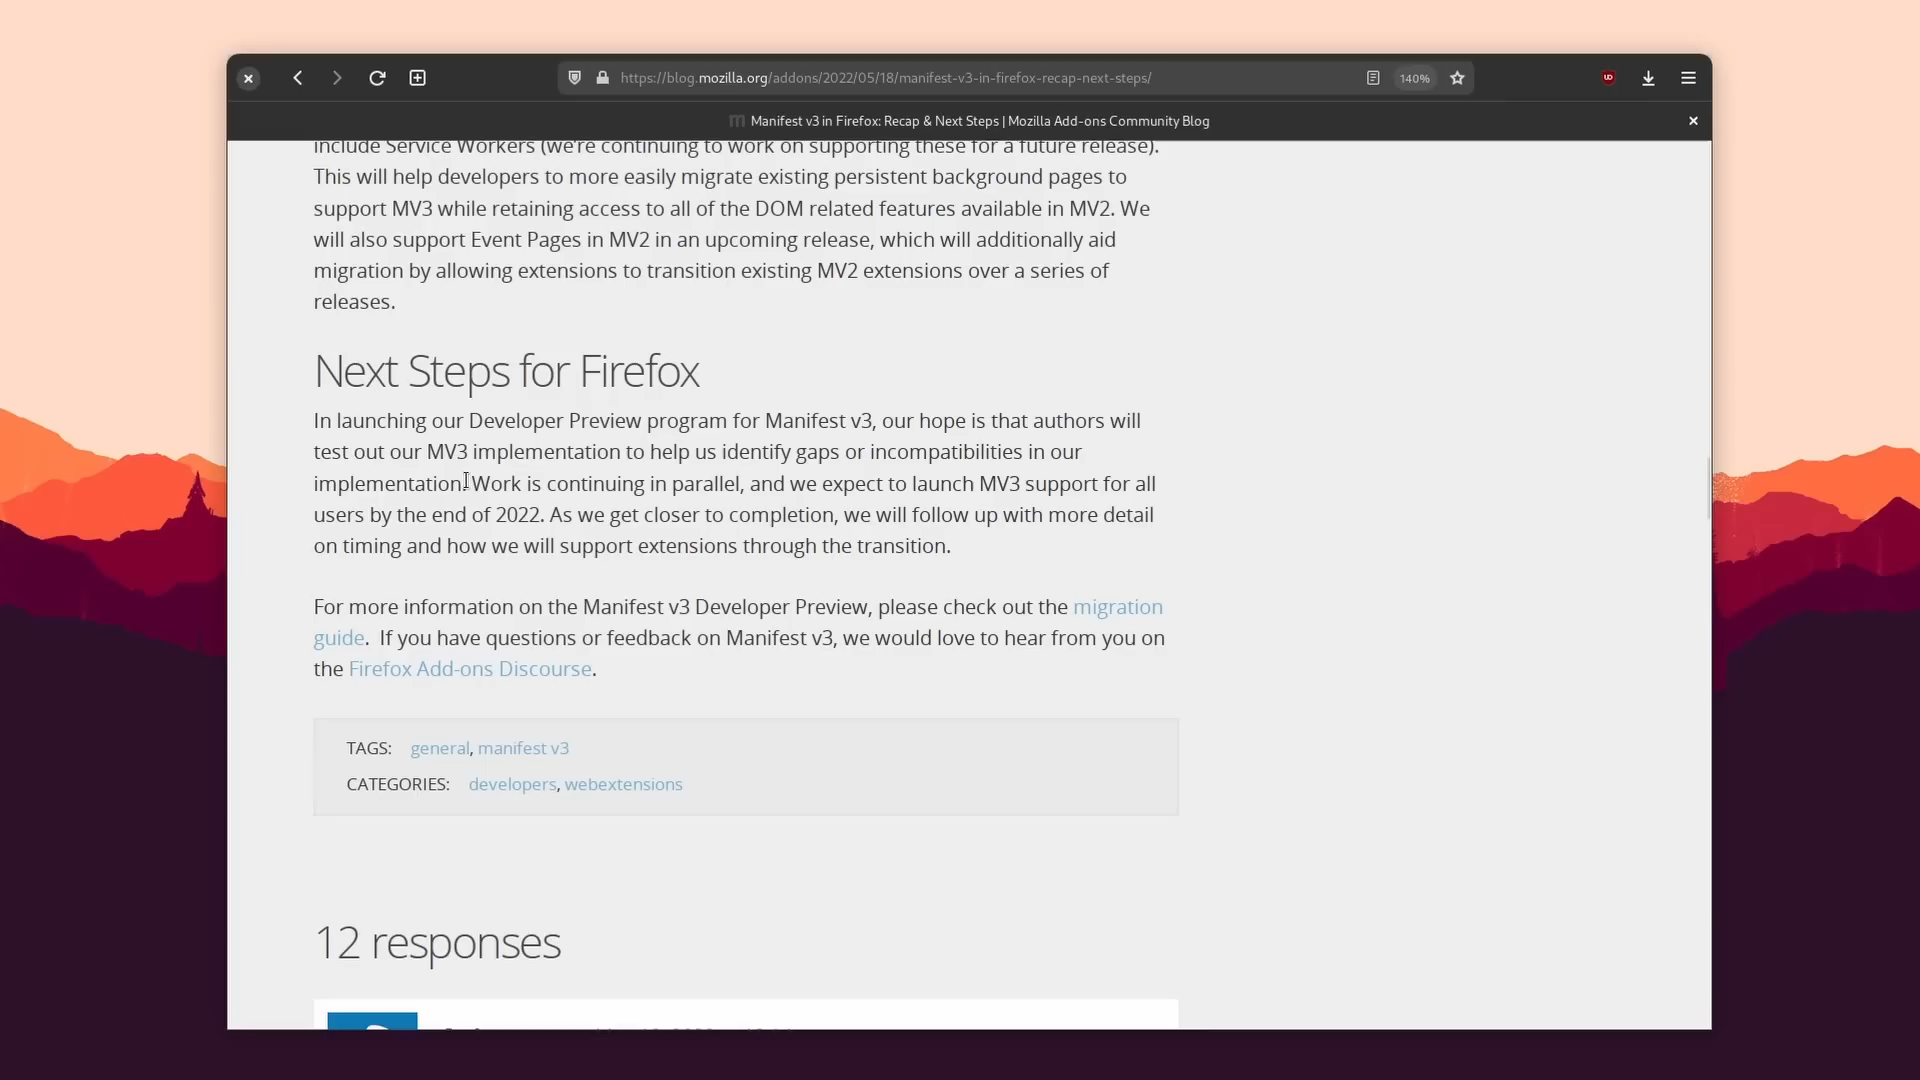 https://blog.mozilla.org/addons/2022/05/18/manifest-v3-in-firefox-recap-next-steps/
140%
Manifest v3 in Firefox: Recap & Next Steps | Mozilla Add-ons Community Blog
include Service Workers (we're continuing to work on supporting these for a future release).
This will help developers to more easily migrate existing persistent background pages to
support MV3 while retaining access to all of the DOM related features available in MV2. We
will also support Event Pages in MV2 in an upcoming release, which will additionally aid
migration by allowing extensions to transition existing MV2 extensions over a series of
releases.
Next Steps for Firefox
In launching our Developer Preview program for Manifest v3, our hope is that authors will
test out our MV3 implementation to help us identify gaps or incompatibilities in our
implementation. Work is continuing in parallel, and we expect to launch MV3 support for all
users by the end of 2022. As we get closer to completion, we will follow up with more detail
on timing and how we will support extensions through the transition.
For more information on the Manifest v3 Developer Preview, please check out the migration
guide.  If you have questions or feedback on Manifest v3, we would love to hear from you on
the Firefox Add-ons Discourse.
TAGS: general, manifest v3
CATEGORIES: developers, webextensions
12 responses